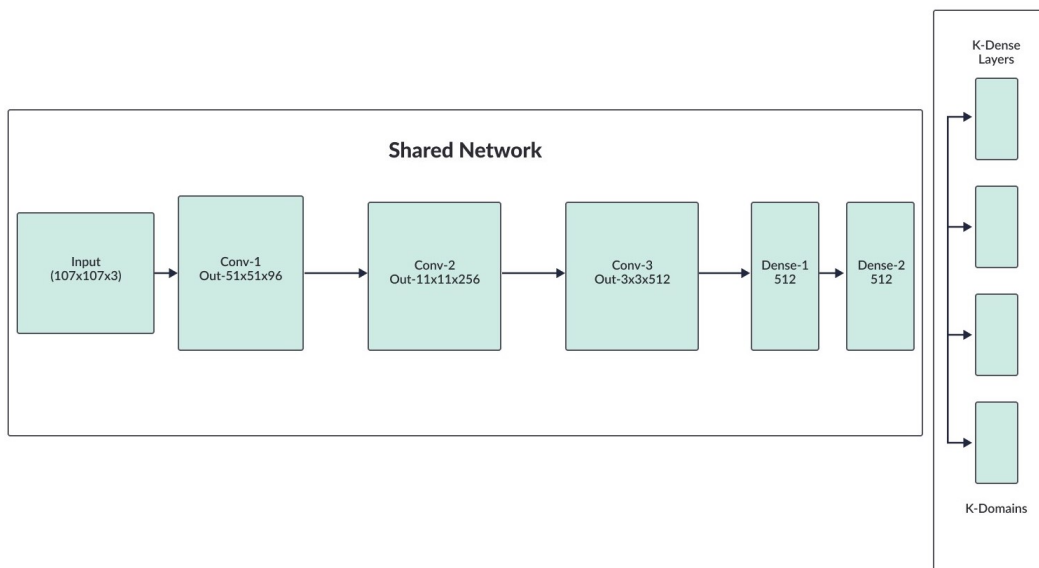 Shared Network
Input
(107x107x3)
Conv-1
Out-51x51x96
Conv-2
Out-11x11x256
Conv-3
Out-3x3x512
Dense-1
512
Dense-2
512
K-Dense
Layers
K-Domains